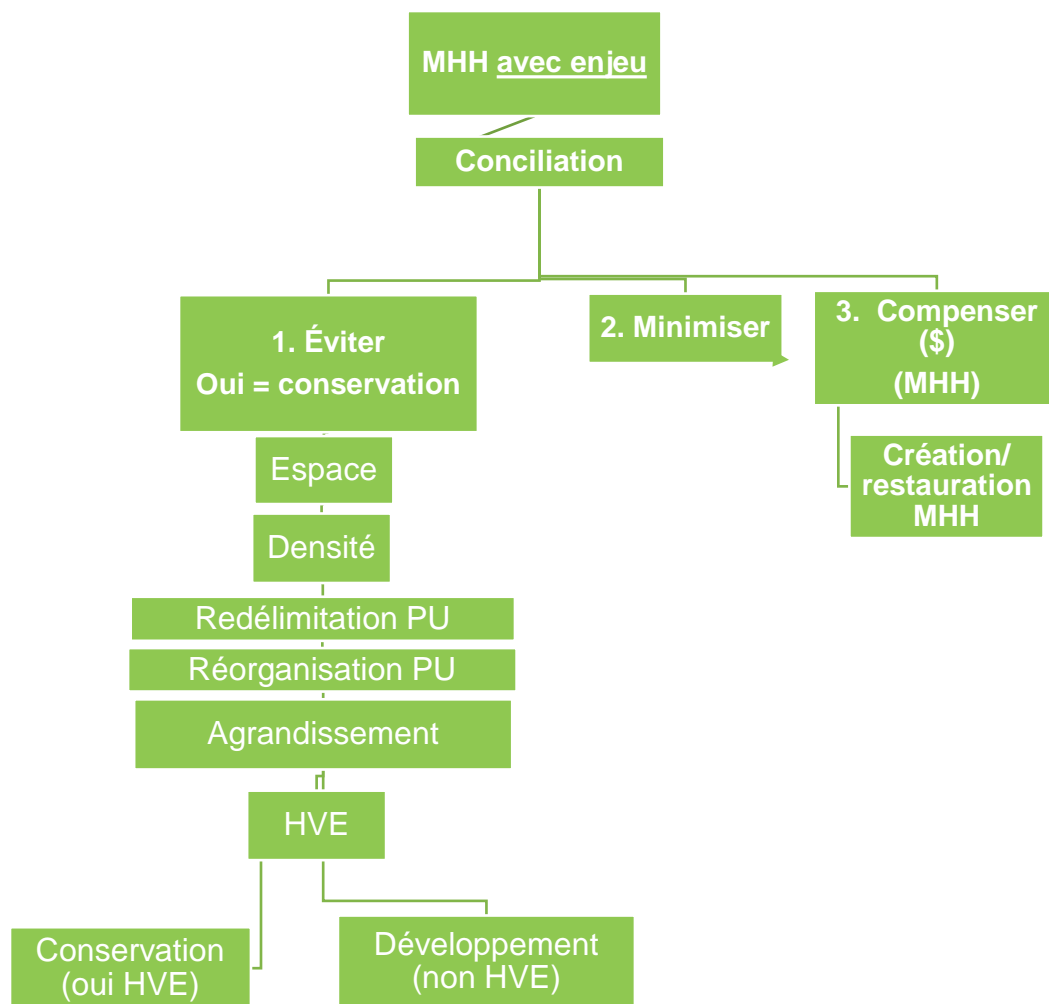 MHH avec enjeu
Conciliation
1. Éviter
Oui = conservation
2. Minimiser
3. Compenser
($)
(MHH)
Création/
restauration
MHH
Espace
Densité
Redélimitation PU
Réorganisation PU
Agrandissement
HVE
Conservation
(oui HVE)
Développement
(non HVE)